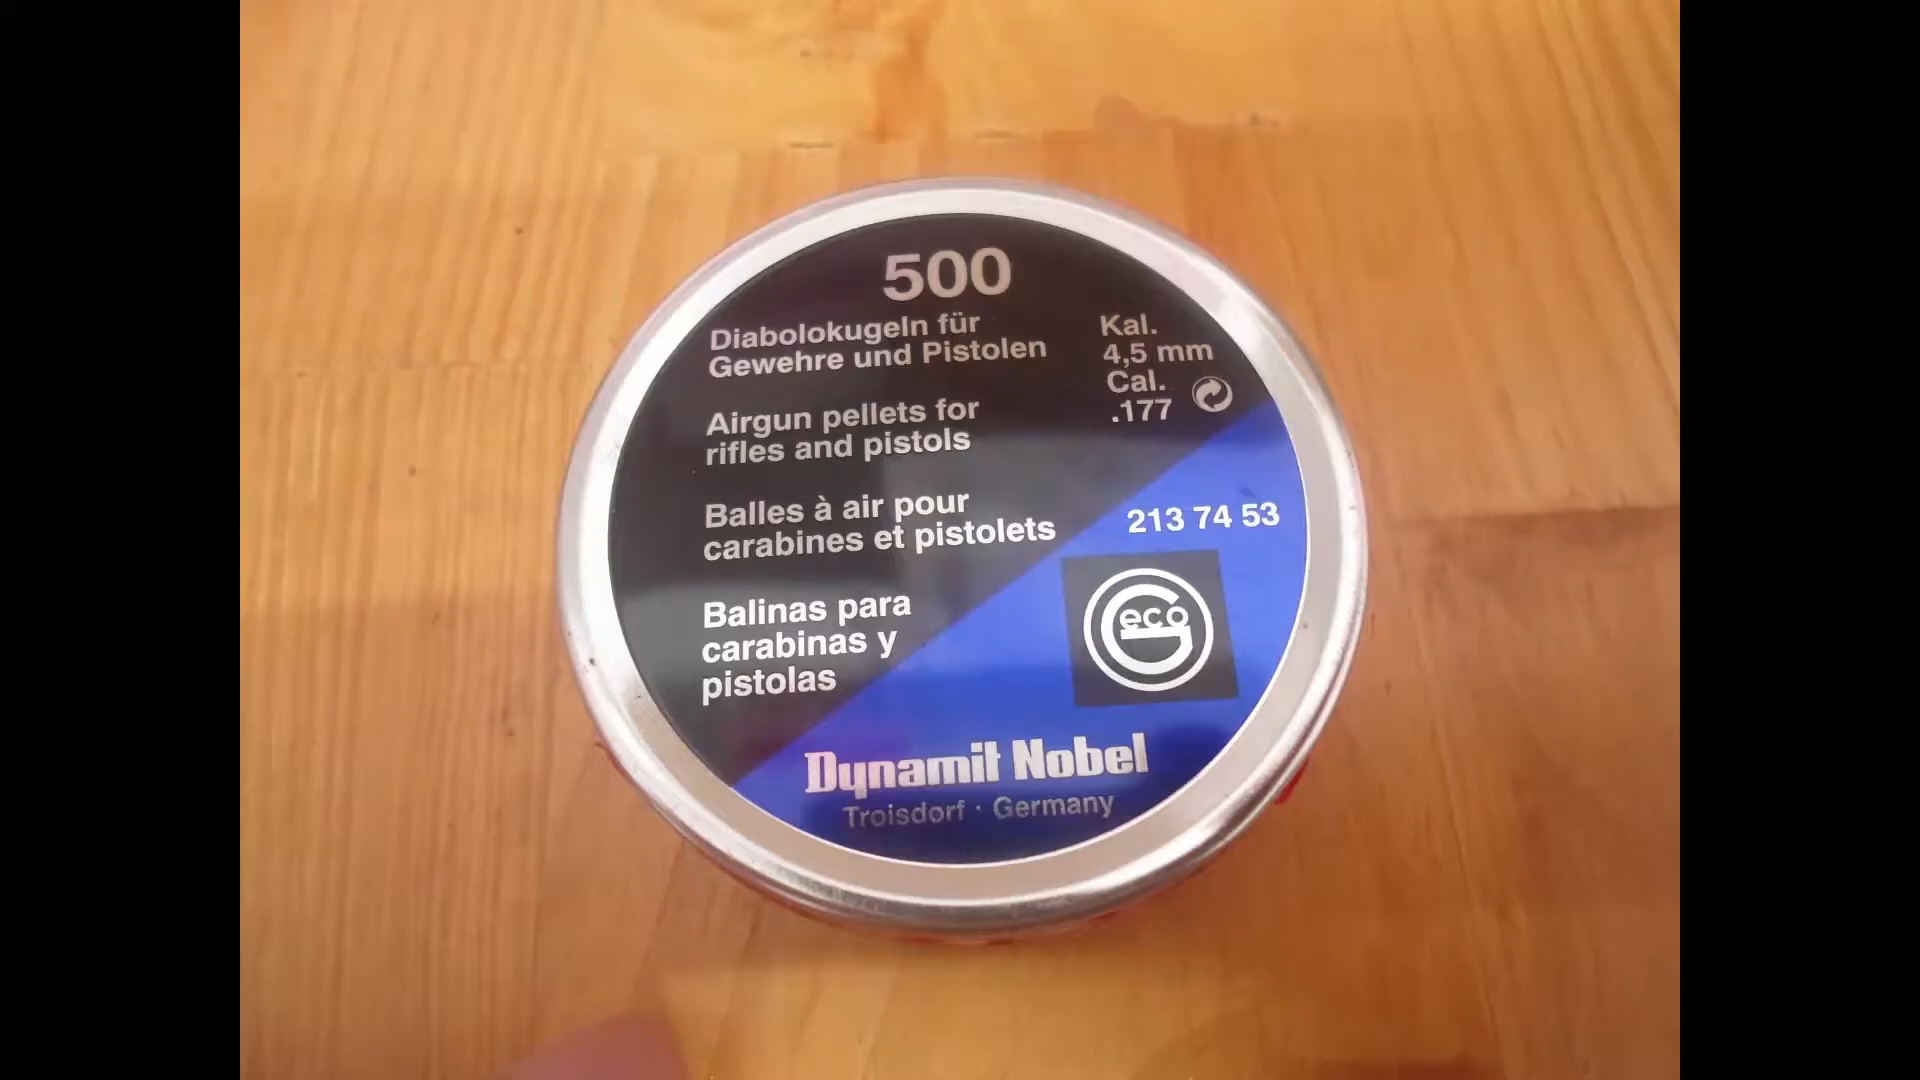 500
Diabolokugeln für
Gewehre und Pistolen
Kal.
4,5 mm
Cal.
.177
Airgun pellets for
rifles and pistols
Balles à air pour
carabines et pistolets
213 74 53
Balinas para
carabinas y
pistolas
Geco
Dynamit Nobel
Troisdorf · Germany